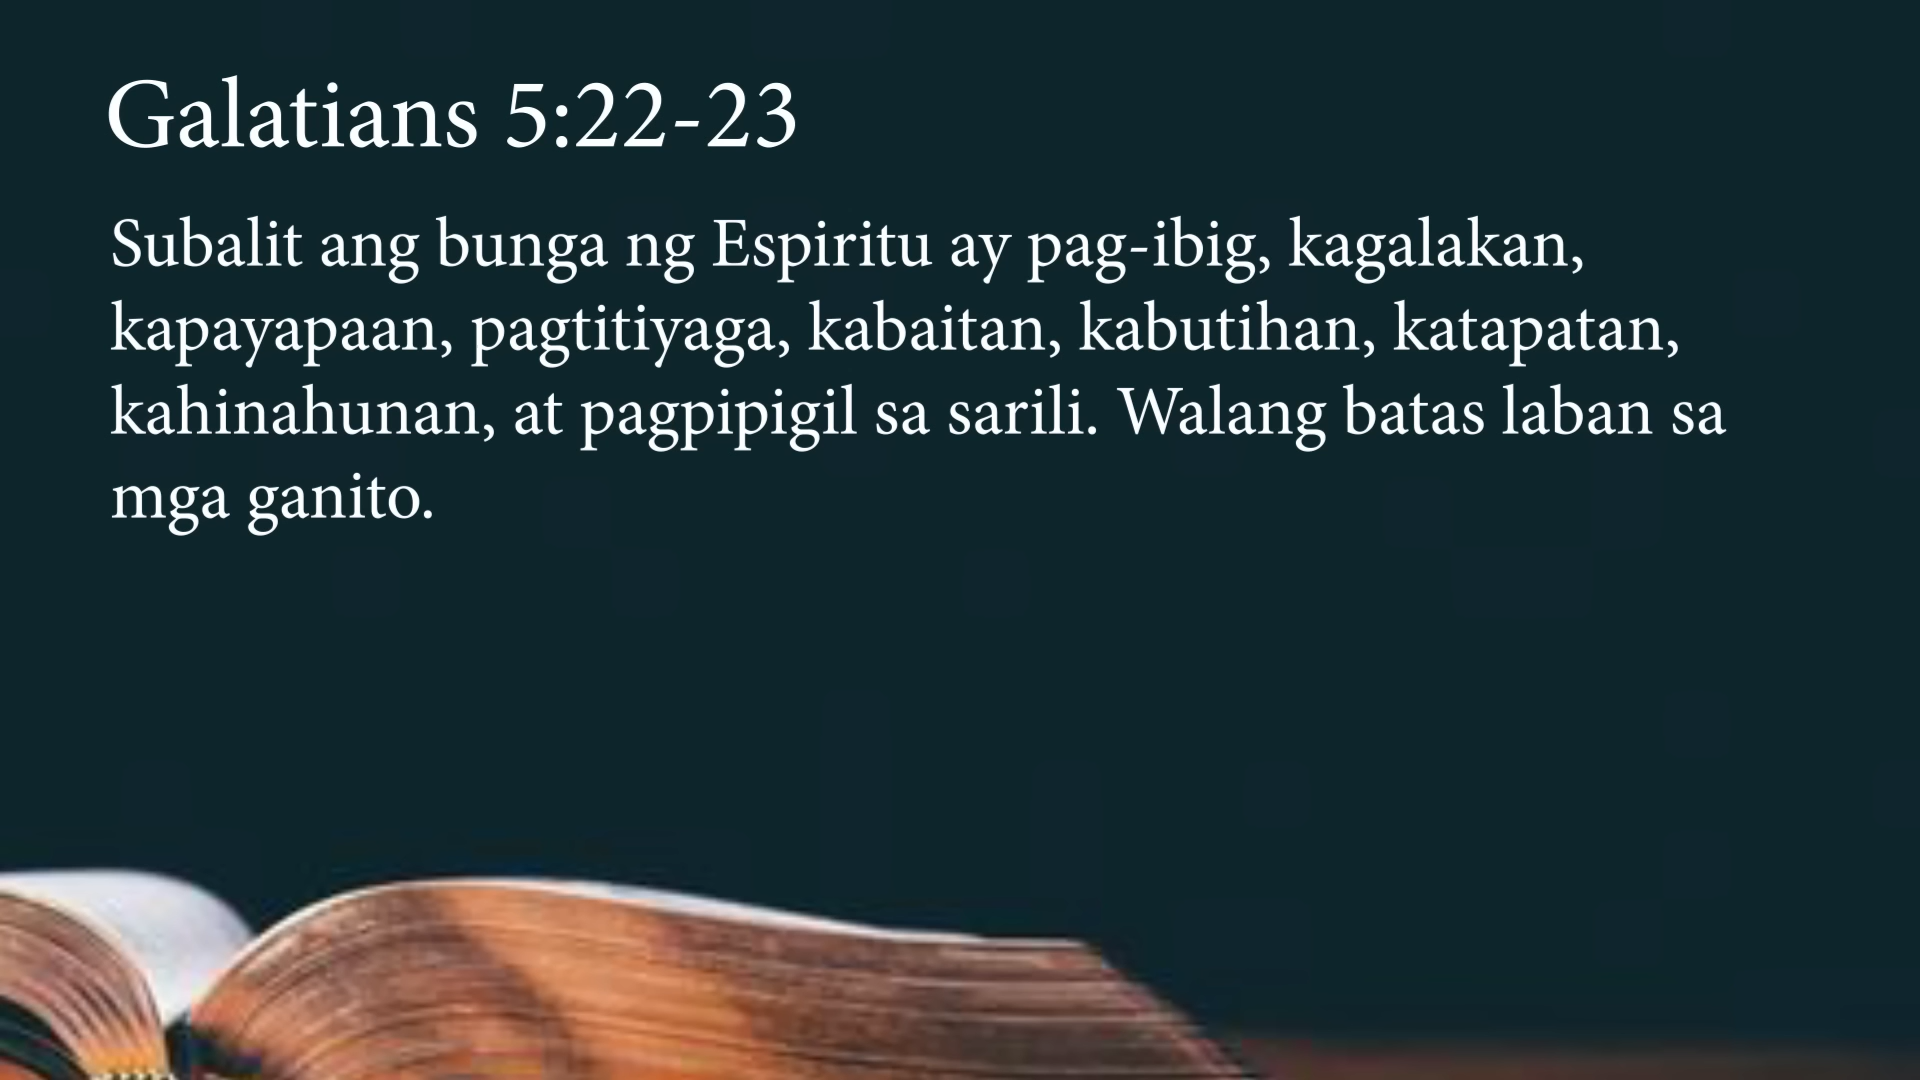 Galatians 5:22-23
Subalit ang bunga ng Espiritu ay pag-ibig, kagalakan,
kapayapaan, pagtitiyaga, kabaitan, kabutihan, katapatan,
kahinahunan, at pagpipigil sa sarili. Walang batas laban sa
mga ganito.